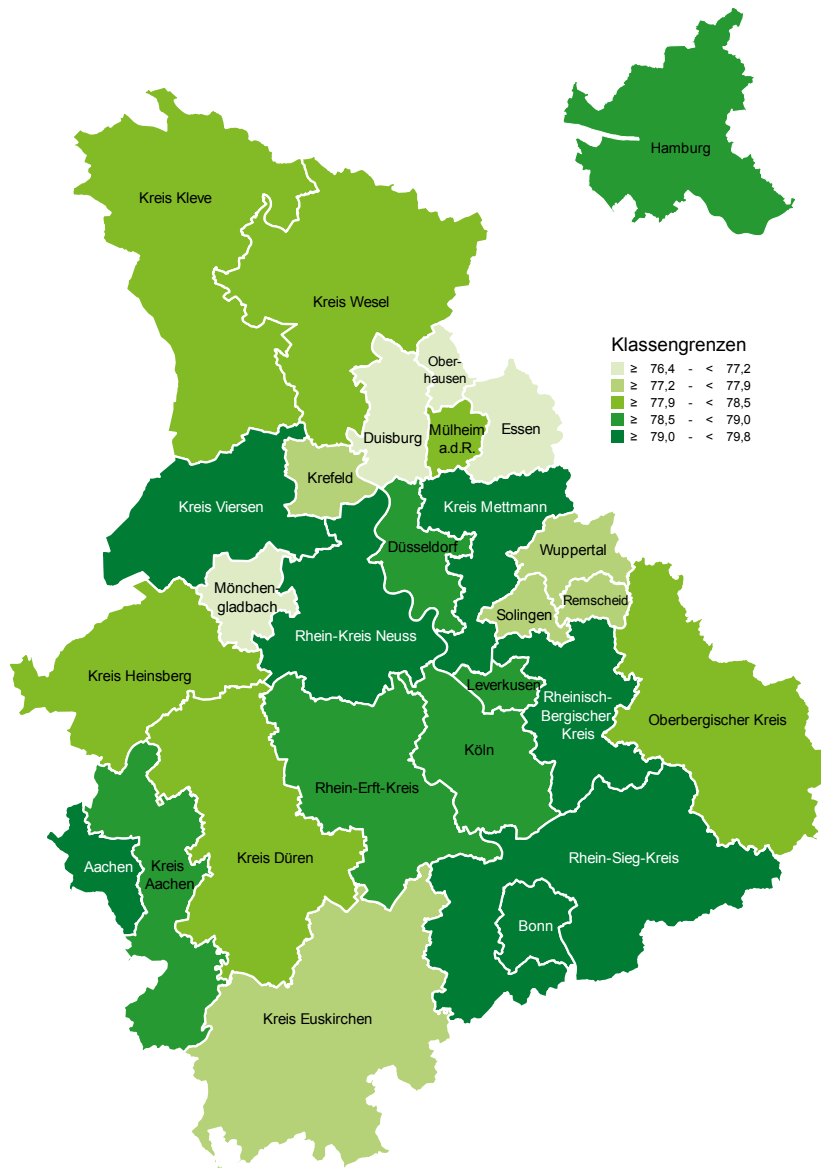 Hamburg
Kreis Kleve
Kreis Wesel
Klassengrenzen
≥ 76,4 - < 77,2
≥ 77,2 - < 77,9
≥ 77,9 - < 78,5
≥ 78,5 - < 79,0
≥ 79,0 - < 79,8
Ober-
hausen
Duisburg
Mülheim
a.d.R.
Essen
Krefeld
Kreis Viersen
Kreis Mettmann
Düsseldorf
Wuppertal
Mönchen-
gladbach
Solingen
Remscheid
Rhein-Kreis Neuss
Kreis Heinsberg
Leverkusen
Rheinisch-
Bergischer
Kreis
Oberbergischer Kreis
Köln
Rhein-Erft-Kreis
Aachen
Kreis
Aachen
Kreis Düren
Rhein-Sieg-Kreis
Bonn
Kreis Euskirchen